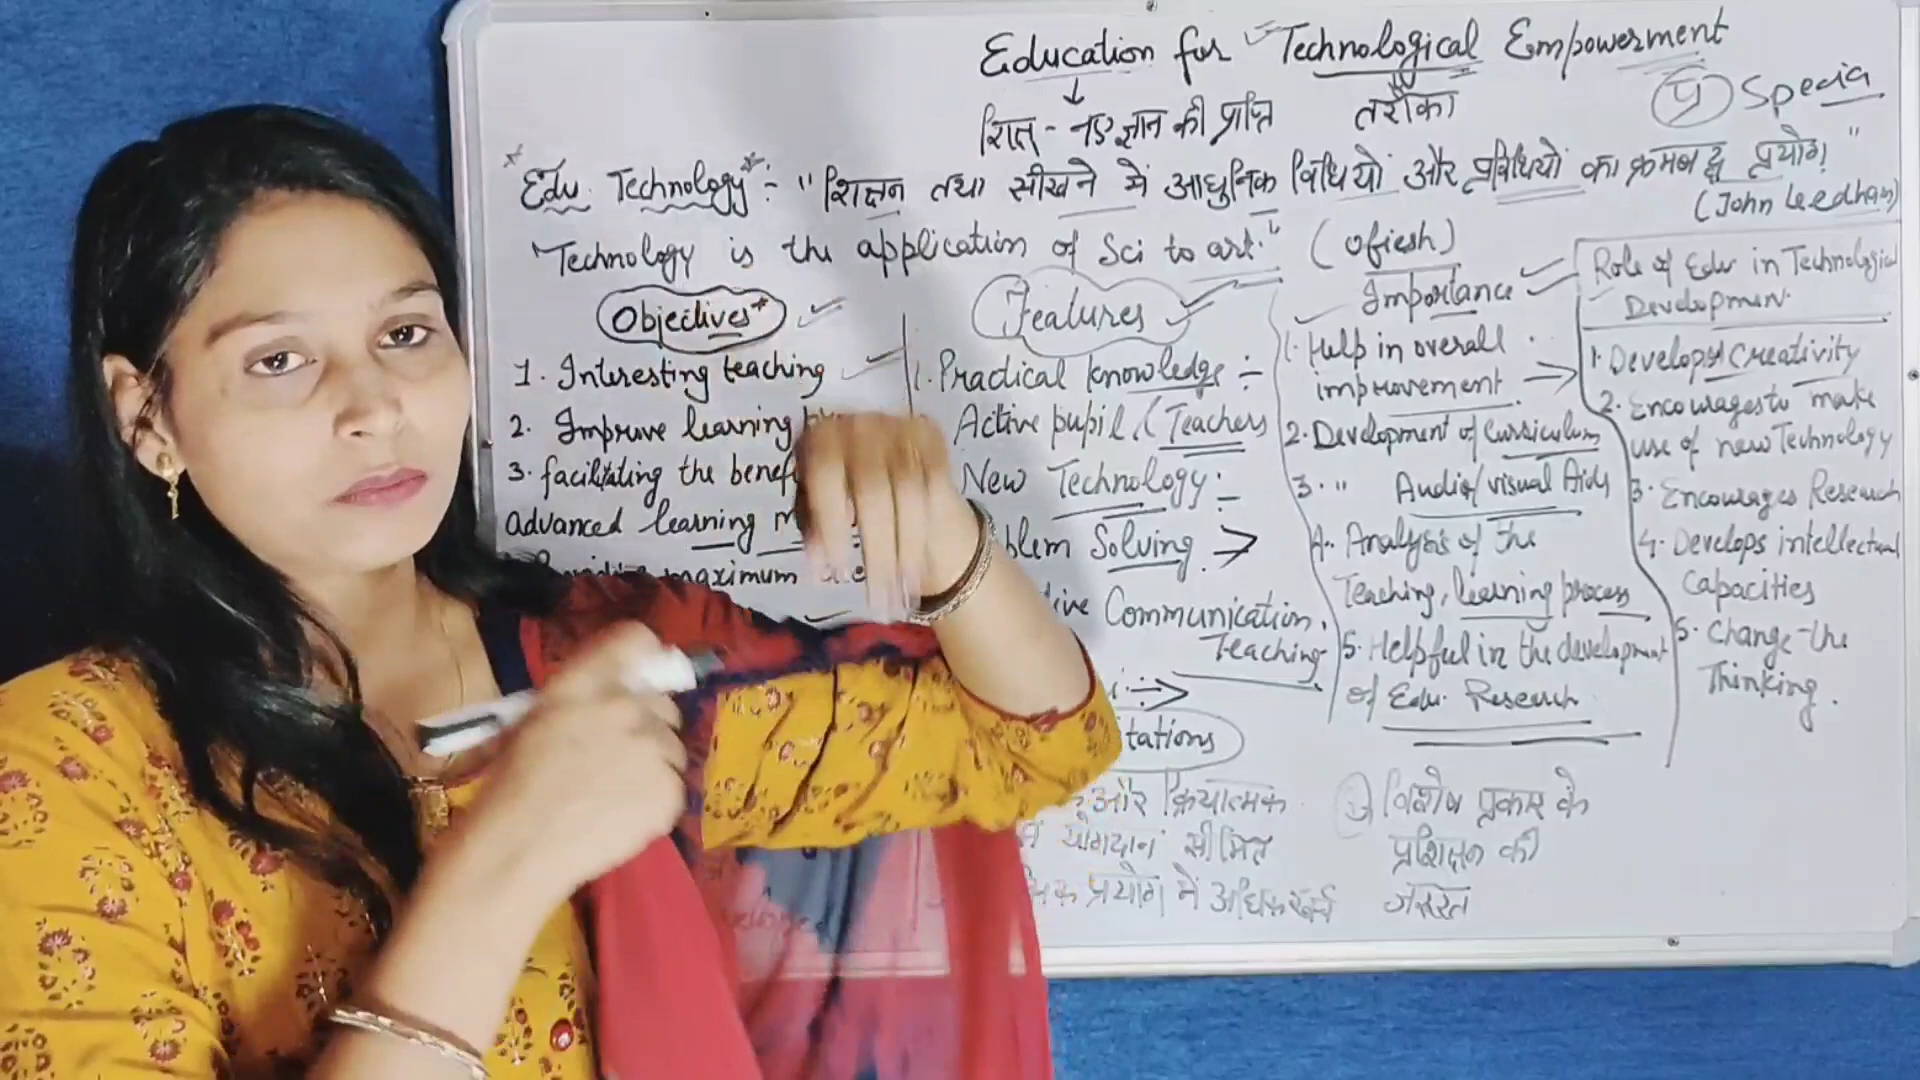 Education for Technological Empowerment
शिक्ष - नए ज्ञान की प्राप्ति तरीका प्र Specia
Edu. Technology :- "शिक्षन तथा सीखने में आधुनिक विधियों और प्रविधियों का क्रमबद्ध प्रयोग।"
(John Leedham)
"Technology is the application of Sci to art." (Ofiesh)
Objectives*
1. Interesting teaching
2. Improve learning
3. facilitating the
advanced learning
maximum
Features
1. Practical knowledge :-
Active pupil / Teachers
New Technology :-
Solving →
Communication.
Teaching
Importance
1. Help in overall
improvement →
2. Development of Curriculum
3. " Audio/visual Aids
4. Analysis of the
Teaching, learning process
5. Helpful in the development
of Edu. Research
Role of Edu in Technological
Development.
1. Develops Creativity
2. Encourages to make
use of new Technology
3. Encourages Research
4. Develops intellectual
Capacities
5. Change the
Thinking.
और क्रियात्मक
योगदान सीमित
प्रयोग में अधिक खर्च
विशेष प्रकार के
प्रशिक्षन की
जरूरत